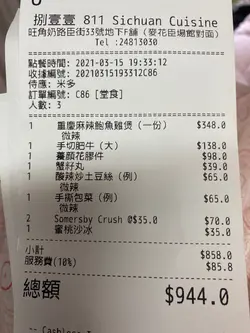 捌壹壹 811 Sichuan Cuisine
旺角奶路臣街33號地下F舖（麥花臣場館對面）
Tel :24813030
點餐時間: 2021-03-15 19:33:12
收據編號: 20210315193312C86
侍應: 米多
訂單編號: C86 [堂食]
人數: 3
1 重慶麻辣鮑魚雞煲（一份） $348.0
微辣
1 手切肥牛（大） $138.0
1 蕃顔花膠件 $98.0
1 蟹籽丸 $39.0
1 酸辣炒土豆絲（例） $65.0
微辣
1 手撕包菜（例） $65.0
微辣
2 Somersby Crush @$35.0 $70.0
1 蜜桃沙冰 $35.0
小計 $858.0
服務費(10%) $85.8
總額 $944.0